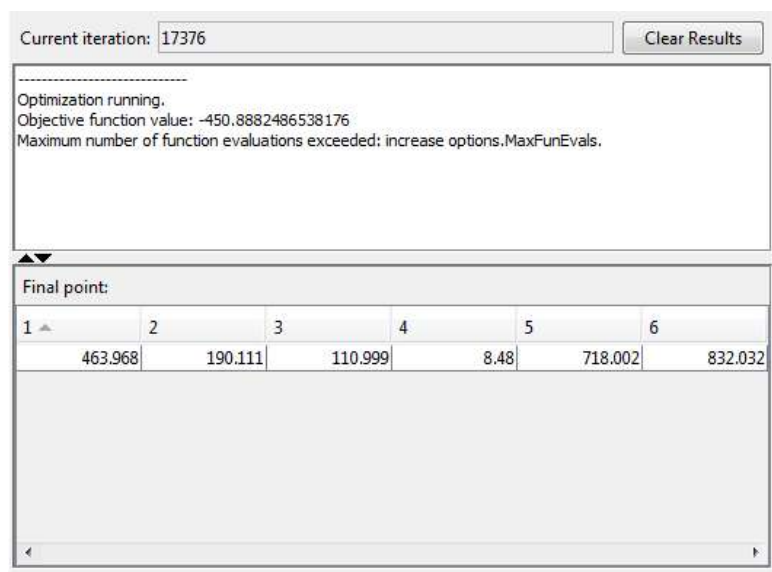 Current iteration: 17376 Clear Results
------------------------------
Optimization running.
Objective function value: -450.8882486538176
Maximum number of function evaluations exceeded: increase options.MaxFunEvals.
Final point:
1 2 3 4 5 6
463.968 190.111 110.999 8.48 718.002 832.032